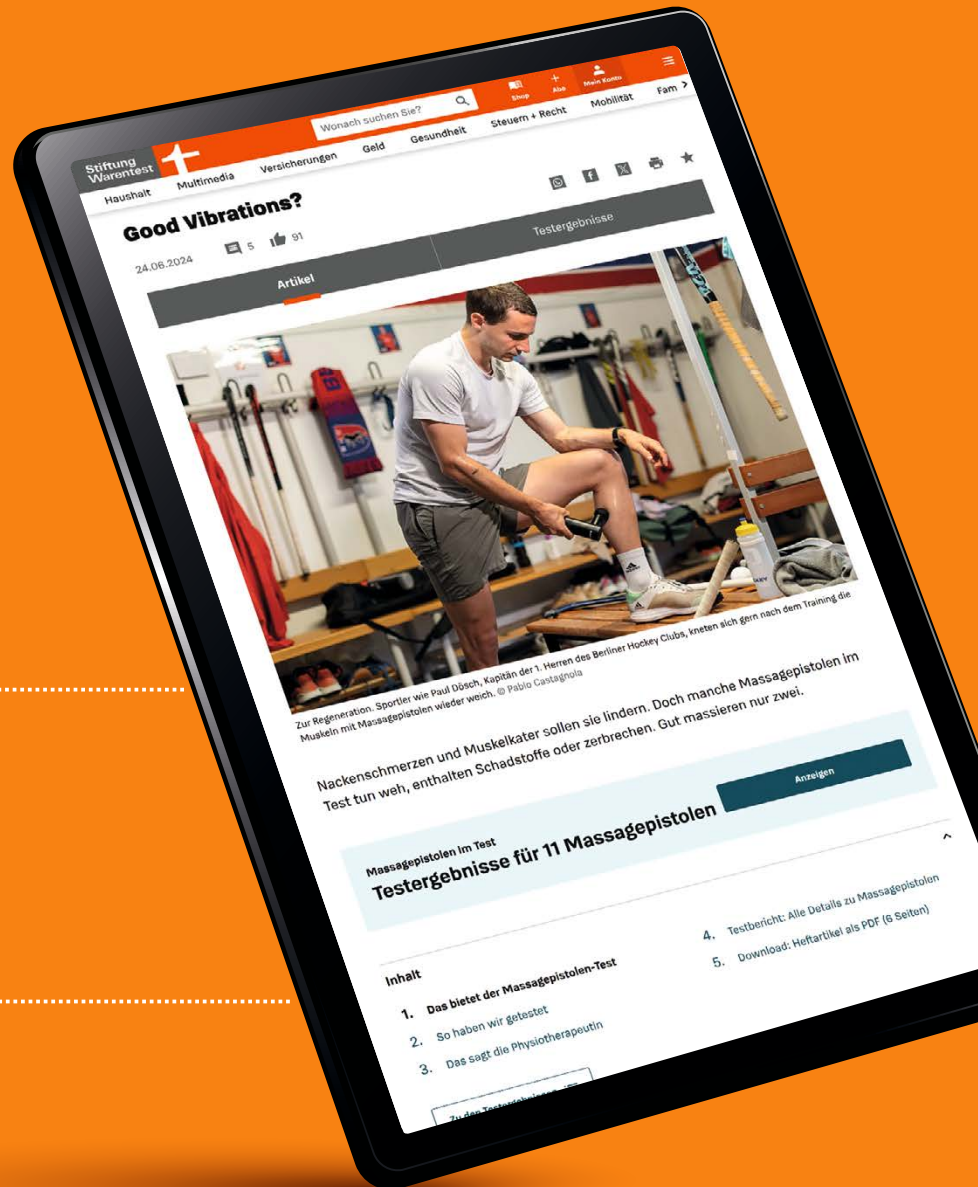 Stiftung
Warentest
Wonach suchen Sie?
Shop
Abo
Mein Konto
Haushalt Multimedia Versicherungen Geld Gesundheit Steuern + Recht Mobilität Fam
Good Vibrations?
24.06.2024 5 91
Artikel Testergebnisse
Zur Regeneration. Sportler wie Paul Dösch, Kapitän der 1. Herren des Berliner Hockey Clubs, kneten sich gern nach dem Training die
Muskeln mit Massagepistolen wieder weich. © Pablo Castagnola
Nackenschmerzen und Muskelkater sollen sie lindern. Doch manche Massagepistolen im
Test tun weh, enthalten Schadstoffe oder zerbrechen. Gut massieren nur zwei.
Massagepistolen im Test
Testergebnisse für 11 Massagepistolen
Anzeigen
Inhalt
1. Das bietet der Massagepistolen-Test
2. So haben wir getestet
3. Das sagt die Physiotherapeutin
4. Testbericht: Alle Details zu Massagepistolen
5. Download: Heftartikel als PDF (6 Seiten)
Zu den Testergebnissen